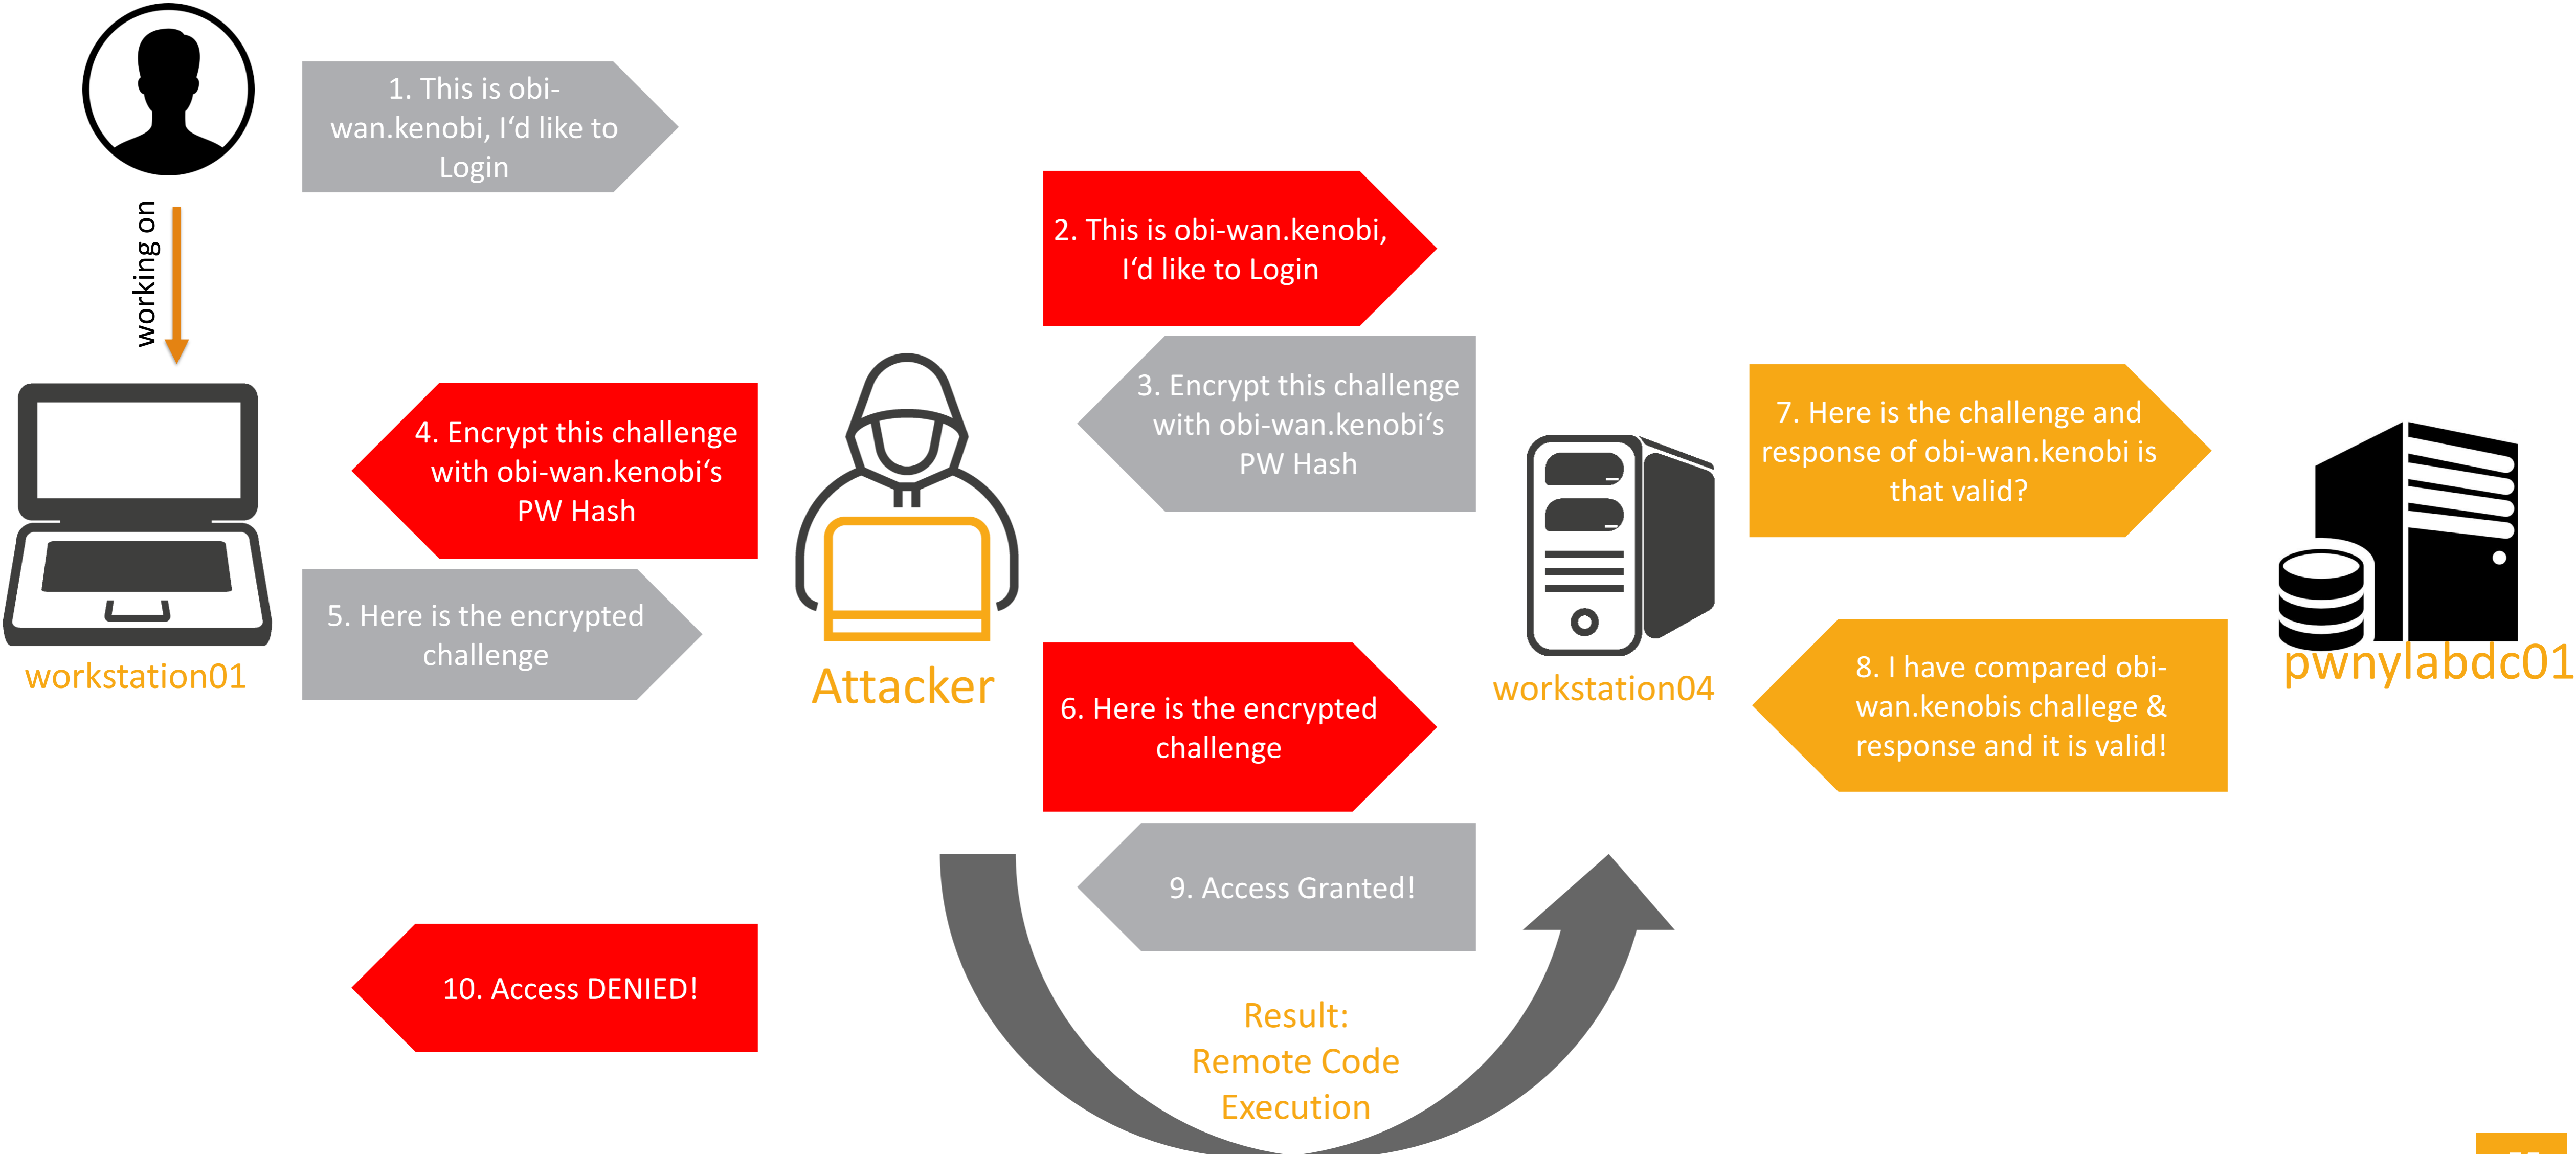 1. This is obi-
wan.kenobi, I‘d like to
Login
working on
2. This is obi-wan.kenobi,
I‘d like to Login
3. Encrypt this challenge
with obi-wan.kenobi‘s
PW Hash
4. Encrypt this challenge
with obi-wan.kenobi‘s
PW Hash
5. Here is the encrypted
challenge
workstation01
Attacker
6. Here is the encrypted
challenge
workstation04
7. Here is the challenge and
response of obi-wan.kenobi is
that valid?
8. I have compared obi-
wan.kenobis challege &
response and it is valid!
pwnylabdc01
9. Access Granted!
10. Access DENIED!
Result:
Remote Code
Execution